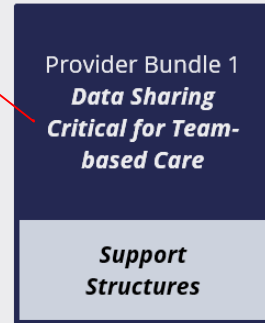 Provider Bundle 1
Data Sharing
Critical for Team-
based Care
Support
Structures